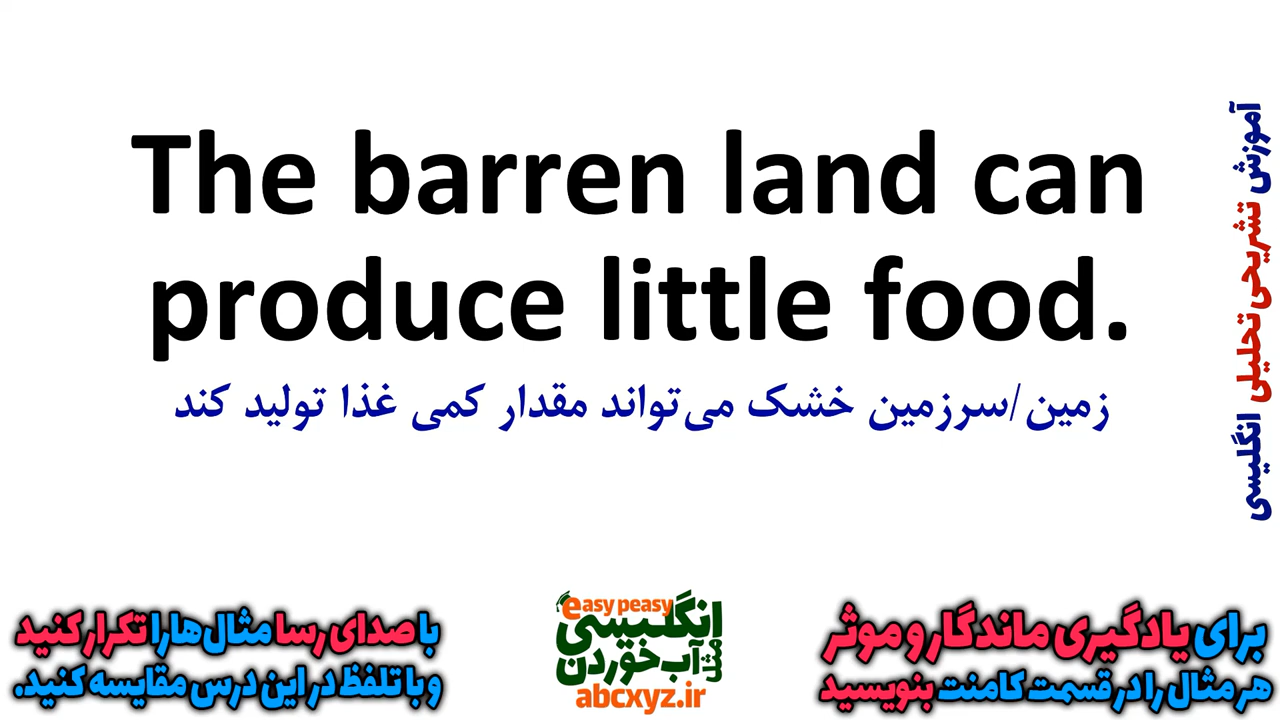 The barren land can
produce little food.
زمین/سرزمین خشک می‌تواند مقدار کمی غذا تولید کند
آموزش تشریحی تحلیلی انگلیسی
برای یادگیری ماندگار و موثر
هر مثال را در قسمت کامنت بنویسید
easy peasy
انگلیسی
مثل آب خوردن
abcxyz.ir
با صدای رسا مثال‌ها را تکرار کنید
و با تلفظ در این درس مقایسه کنید.